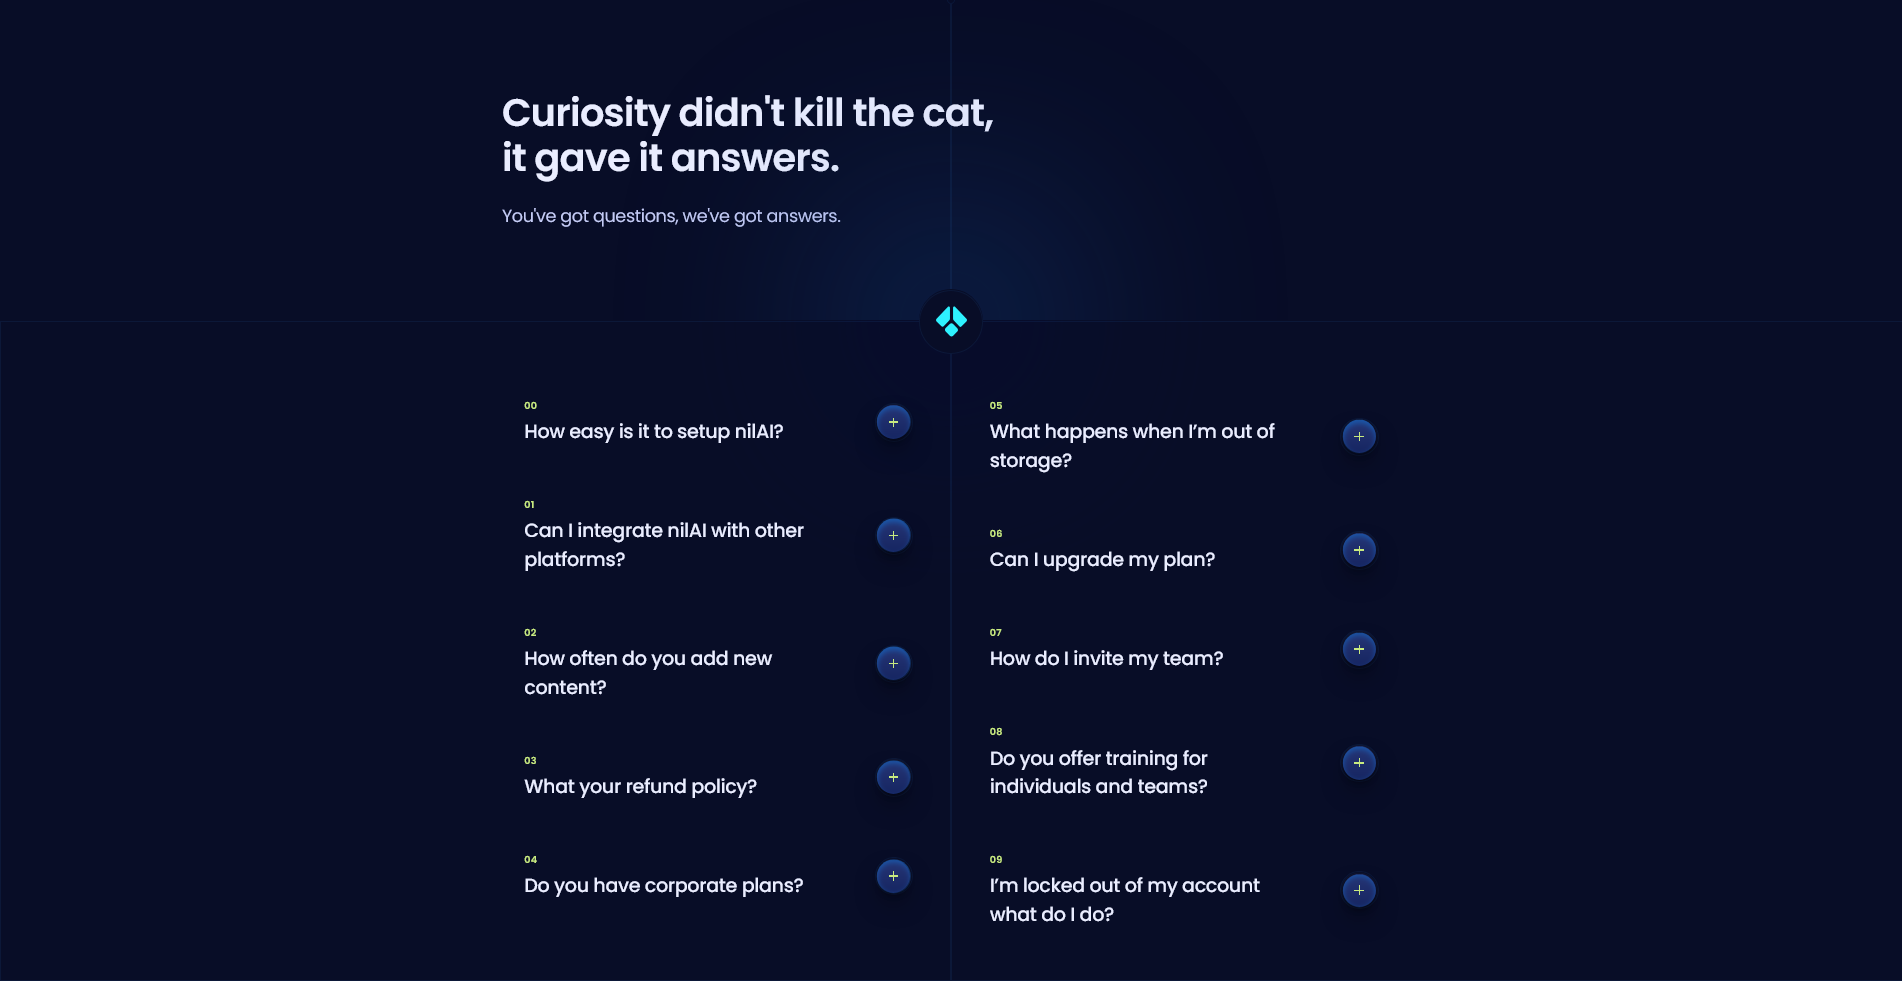 Curiosity didn't kill the cat,
it gave it answers.
You've got questions, we've got answers.
00
How easy is it to setup nilAI?
01
Can I integrate nilAI with other
platforms?
02
How often do you add new
content?
03
What your refund policy?
04
Do you have corporate plans?
05
What happens when I’m out of
storage?
06
Can I upgrade my plan?
07
How do I invite my team?
08
Do you offer training for
individuals and teams?
09
I’m locked out of my account
what do I do?